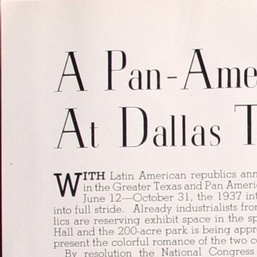 A Pan-Ame
At Dallas T
WITH Latin American republics ann
in the Greater Texas and Pan Ameri
June 12—October 31, the 1937 int
into full stride. Already industrialists fro
lics are reserving exhibit space in the sp
Hall and the 200-acre park is being appr
present the colorful romance of the two c
By resolution the National Congress